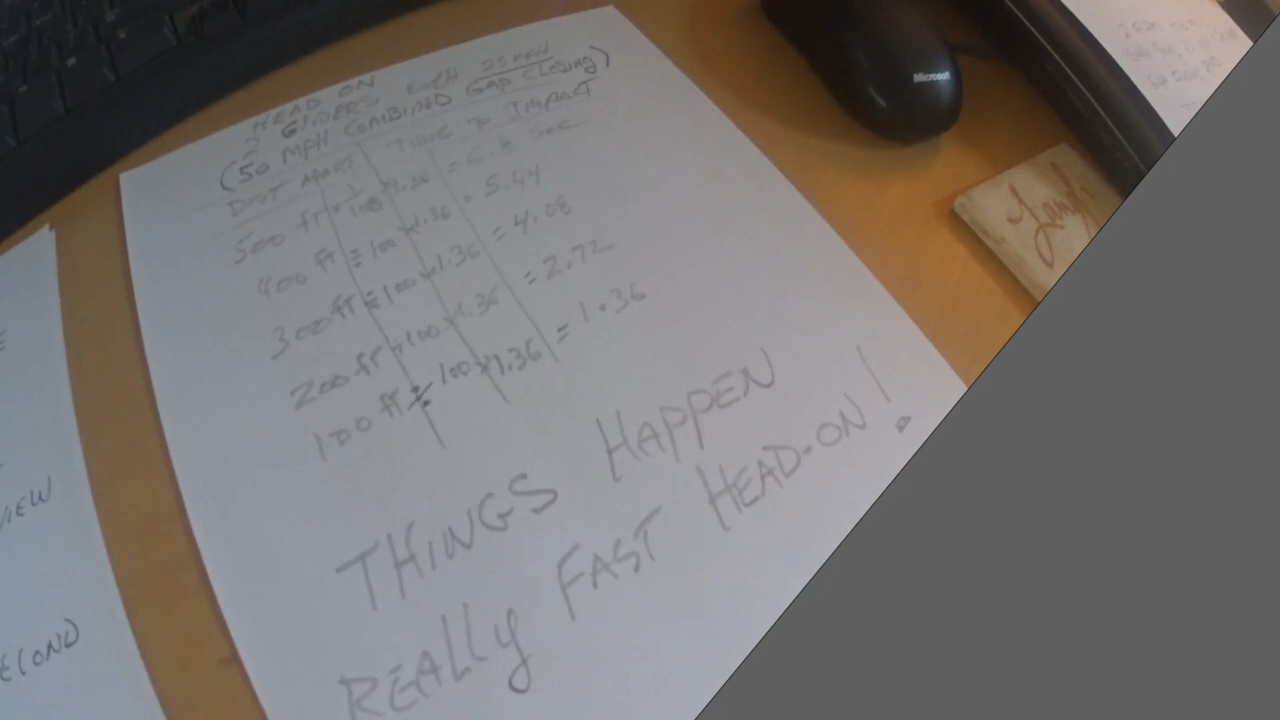 2 HEAD ON
GLIDERS EACH 25 MPH
(50 MPH COMBINED GAP CLOSING)
DIST APART TIME TO IMPACT
500 ft ÷ 100 x 1.36 = 6.8 sec
400 ft ÷ 100 x 1.36 = 5.44
300 ft ÷ 100 x 1.36 = 4.08
200 ft ÷ 100 x 1.36 = 2.72
100 ft ÷ 100 x 1.36 = 1.36
THINGS HAPPEN
REALLY FAST HEAD-ON!
Microsoft
Laugh
VIEW
ECOND